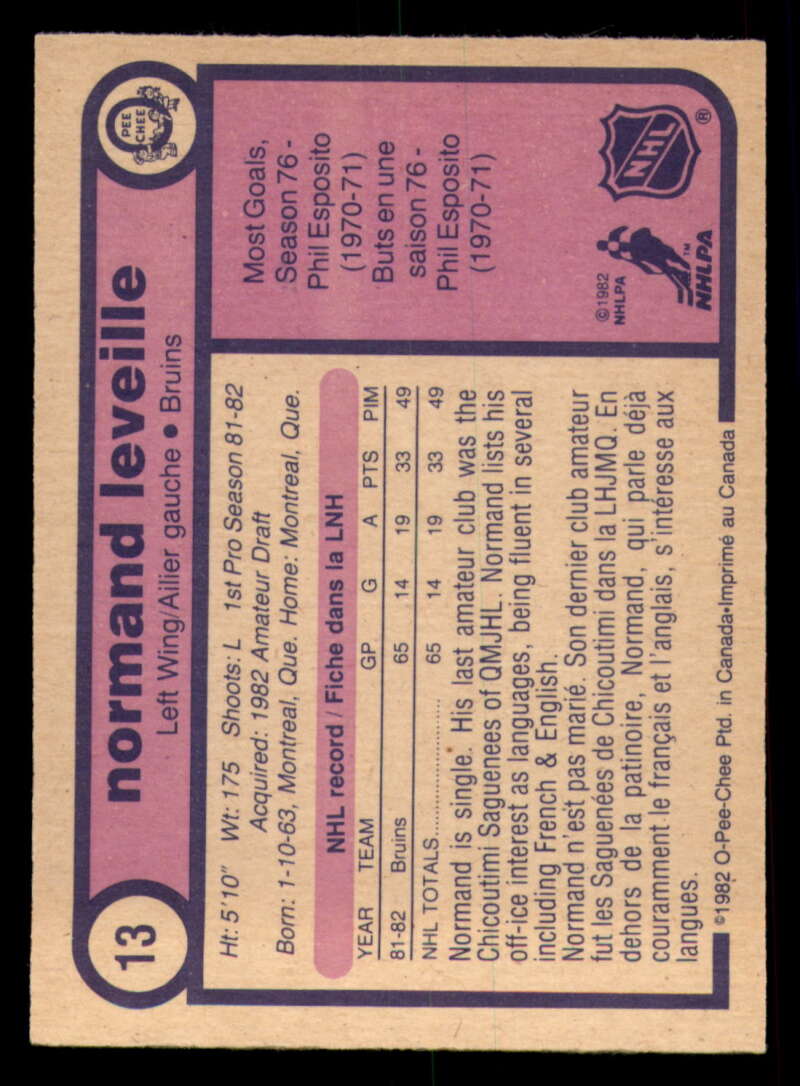 13
normand leveille
Left Wing/Ailier gauche • Bruins
O
PEE
CHEE
Ht: 5'10" Wt: 175 Shoots: L 1st Pro Season 81-82
Acquired: 1982 Amateur Draft
Born: 1-10-63, Montreal, Que. Home: Montreal, Que.
NHL record / Fiche dans la LNH
YEAR TEAM GP G A PTS PIM
81-82 Bruins 65 14 19 33 49
NHL TOTALS.................... 65 14 19 33 49
Normand is single. His last amateur club was the
Chicoutimi Saguenees of QMJHL. Normand lists his
off-ice interest as languages, being fluent in several
including French & English.
Normand n'est pas marié. Son dernier club amateur
fut les Saguenées de Chicoutimi dans la LHJMQ. En
dehors de la patinoire, Normand, qui parle déjà
couramment le français et l'anglais, s'intéresse aux
langues.
Most Goals,
Season 76 -
Phil Esposito
(1970-71)
Buts en une
saison 76 -
Phil Esposito
(1970-71)
©1982
NHLPA
TM
NHLPA
NHL
®
©1982 O-Pee-Chee Ptd. in Canada•Imprimé au Canada